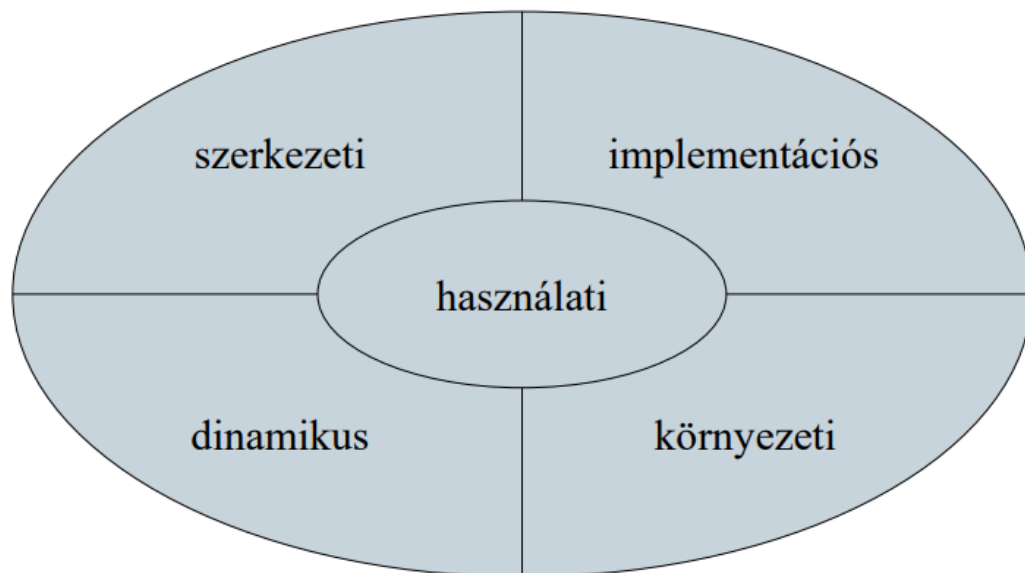 szerkezeti
implementációs
használati
dinamikus
környezeti